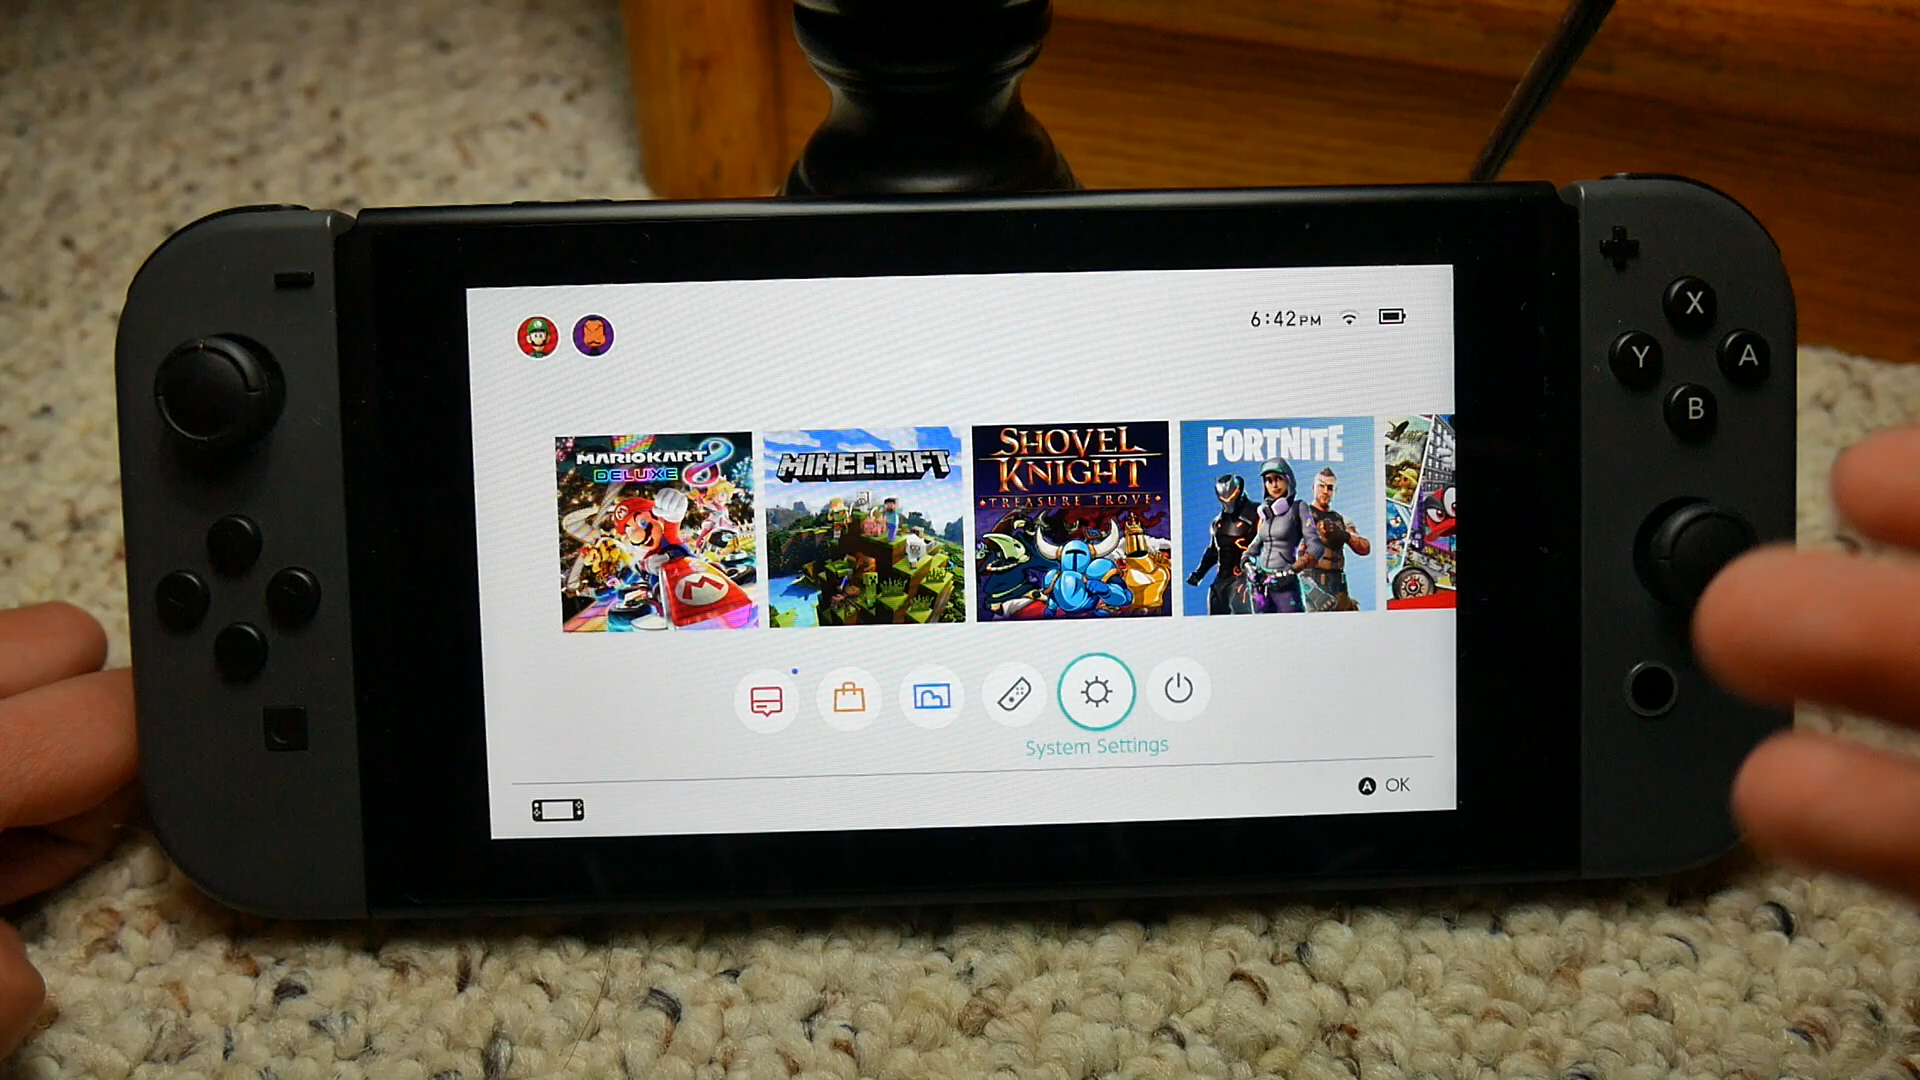 6:42PM
MARIOKART 8
DELUXE
MINECRAFT
SHOVEL
KNIGHT
TREASURE TROVE
FORTNITE
System Settings
A OK
X
Y
A
B